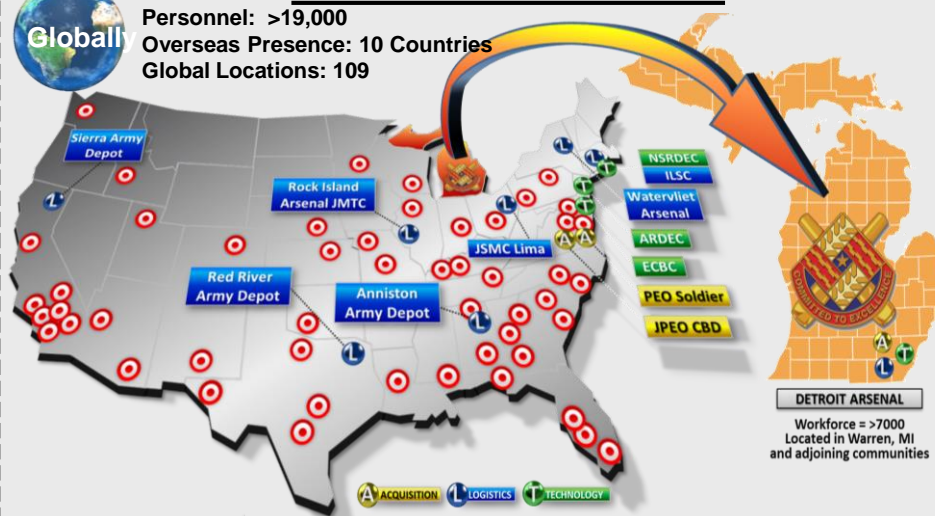 Globally
Personnel:  >19,000
Overseas Presence: 10 Countries
Global Locations: 109
Sierra Army
Depot
L
Rock Island
Arsenal JMTC
L
Red River
Army Depot
L
Anniston
Army Depot
L
JSMC Lima
L
L
L
T
T
T
A
A
NSRDEC
ILSC
Watervliet
Arsenal
ARDEC
ECBC
PEO Soldier
JPEO CBD
COMMITTED TO EXCELLENCE
A
T
L
DETROIT ARSENAL
Workforce = >7000
Located in Warren, MI
and adjoining communities
A ACQUISITION
L LOGISTICS
T TECHNOLOGY